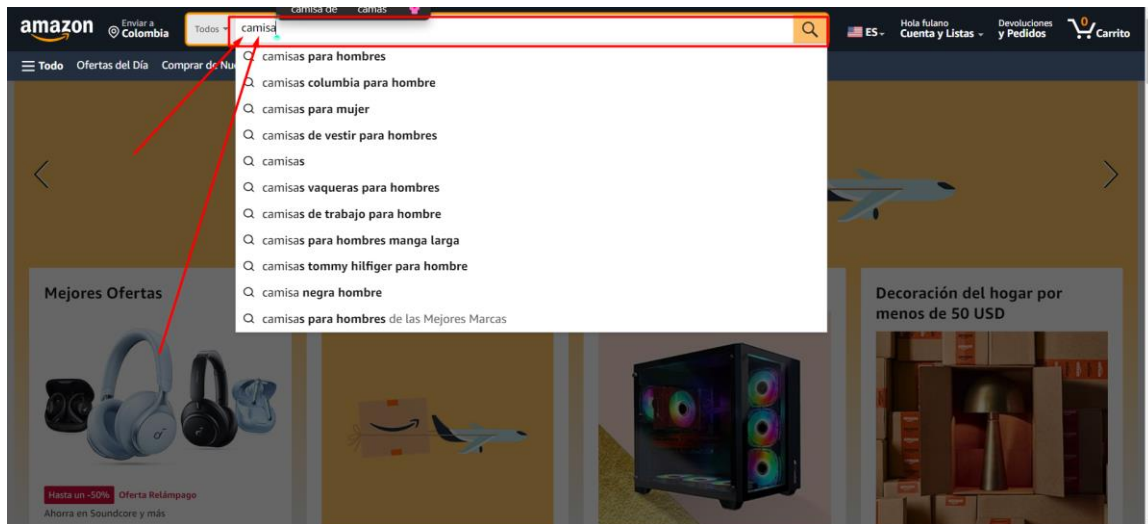 camisa de camas
amazon
Enviar a
Colombia
Todos
camisa
ES
Hola fulano
Cuenta y Listas
Devoluciones
y Pedidos
0
Carrito
Todo Ofertas del Día Comprar de Nu
camisas para hombres
camisas columbia para hombre
camisas para mujer
camisas de vestir para hombres
camisas
camisas vaqueras para hombres
camisas de trabajo para hombre
camisas para hombres manga larga
camisas tommy hilfiger para hombre
camisa negra hombre
camisas para hombres de las Mejores Marcas
Mejores Ofertas
Hasta un -50% Oferta Relámpago
Ahorra en Soundcore y más
Decoración del hogar por
menos de 50 USD